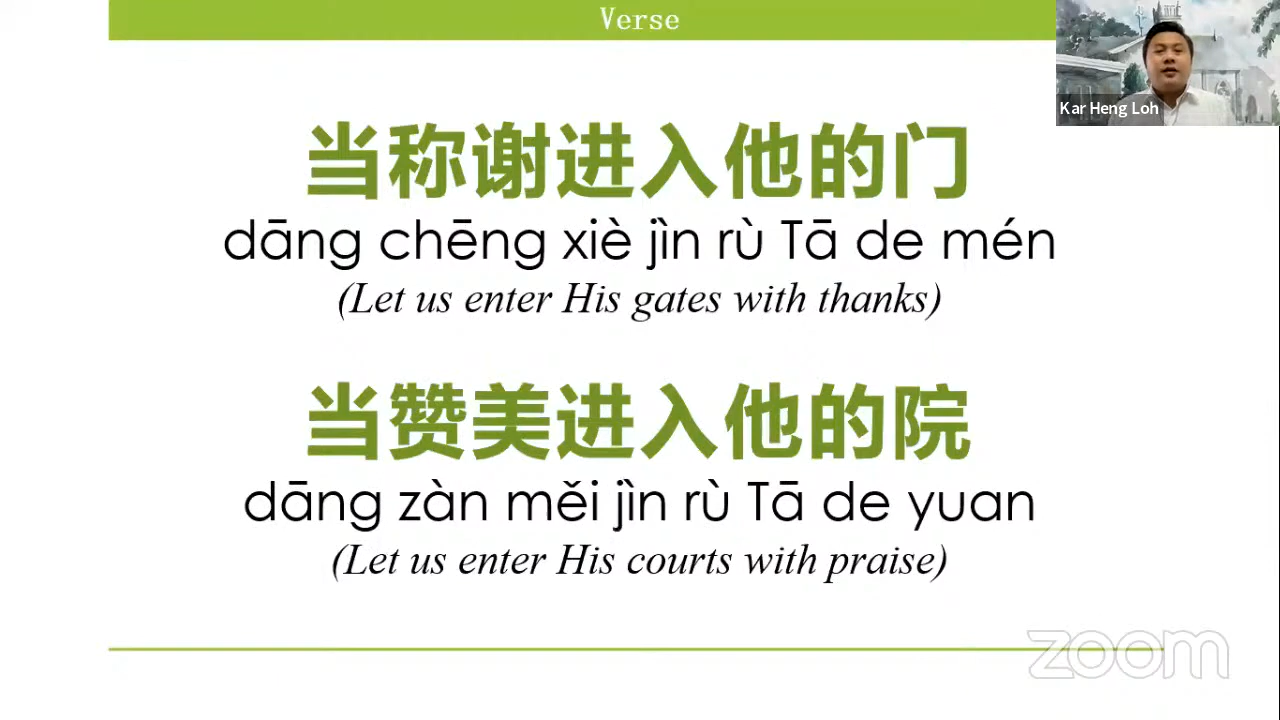 Verse
Kar Heng Loh
当称谢进入他的门
dāng chēng xiè jìn rù Tā de mén
(Let us enter His gates with thanks)
当赞美进入他的院
dāng zàn měi jìn rù Tā de yuan
(Let us enter His courts with praise)
zoom